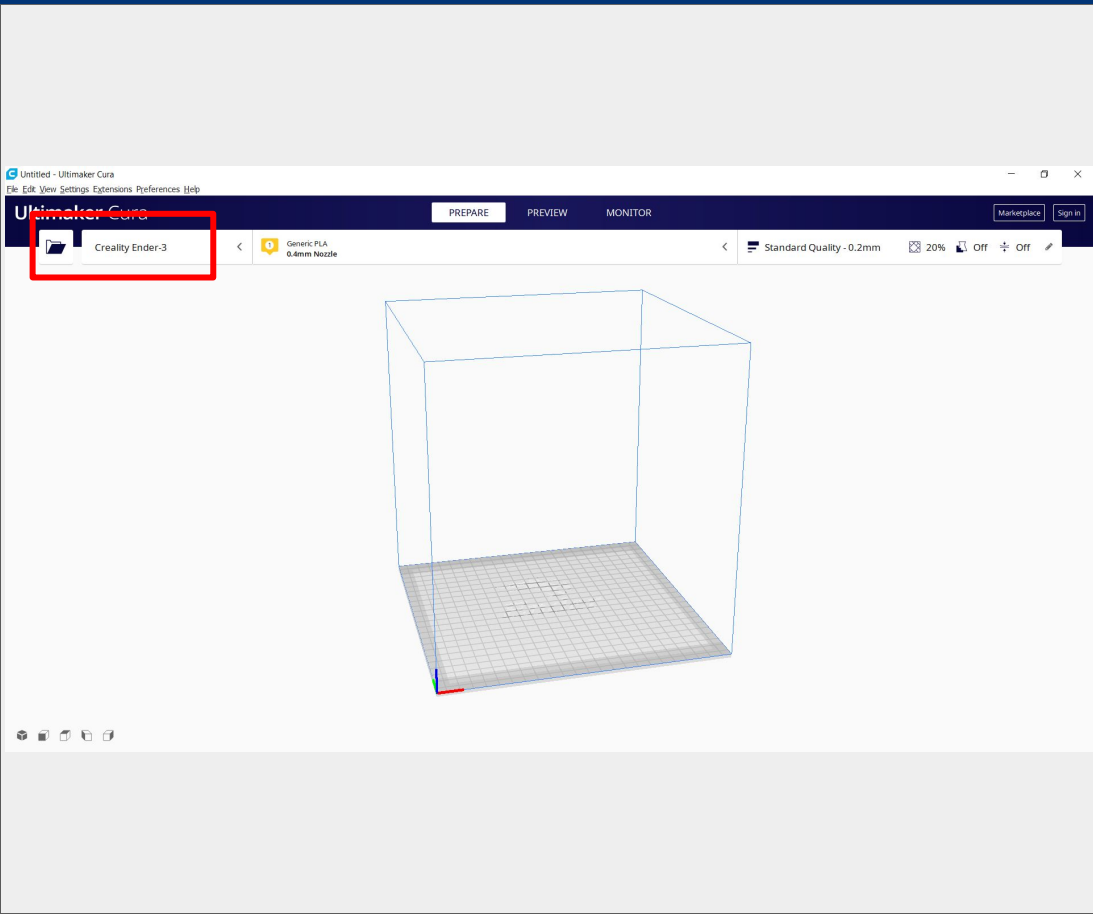 Untitled - Ultimaker Cura
File Edit View Settings Extensions Preferences Help
Ultimaker Cura
PREPARE PREVIEW MONITOR
Marketplace Sign in
Creality Ender-3
1
Generic PLA
0.4mm Nozzle
Standard Quality - 0.2mm 20% Off Off